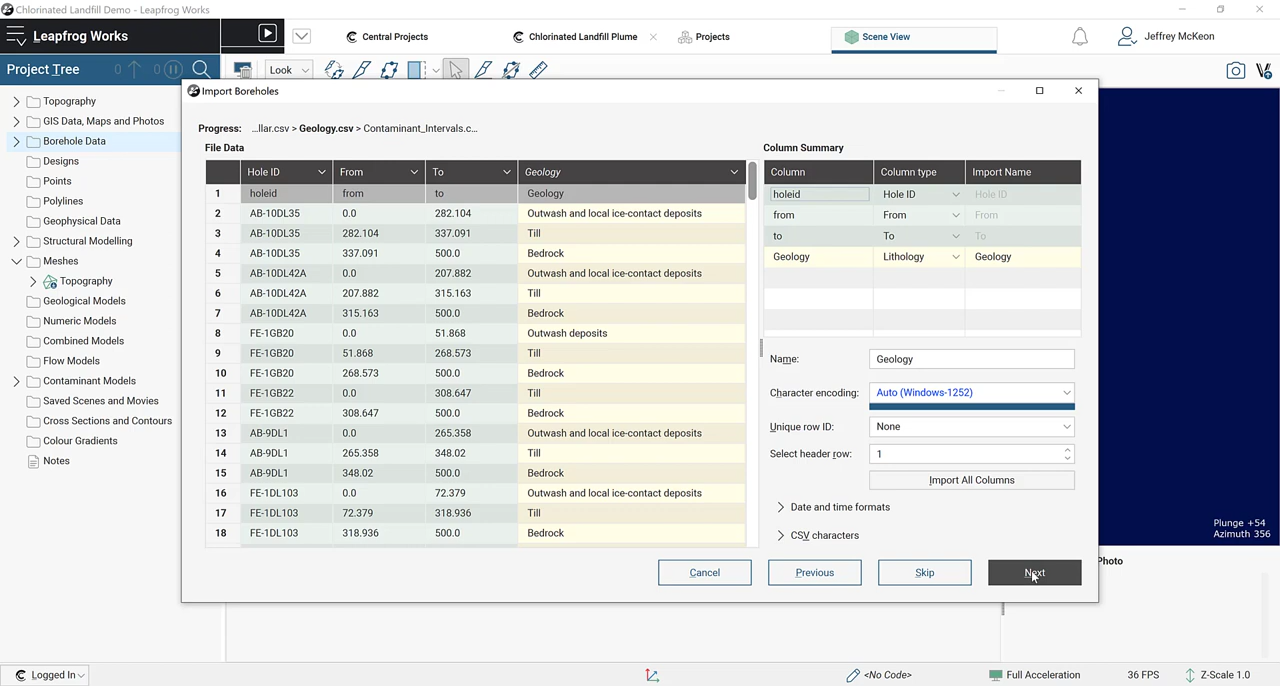 Chlorinated Landfill Demo - Leapfrog Works
Leapfrog Works
Central Projects
Chlorinated Landfill Plume
Projects
Scene View
Jeffrey McKeon
Project Tree
0
0
Look
Topography
GIS Data, Maps and Photos
Borehole Data
Designs
Points
Polylines
Geophysical Data
Structural Modelling
Meshes
Topography
Geological Models
Numeric Models
Combined Models
Flow Models
Contaminant Models
Saved Scenes and Movies
Cross Sections and Contours
Colour Gradients
Notes
Import Boreholes
Progress: ...llar.csv > Geology.csv > Contaminant_Intervals.c...
File Data
Hole ID From To Geology
1 holeid from to Geology
2 AB-10DL35 0.0 282.104 Outwash and local ice-contact deposits
3 AB-10DL35 282.104 337.091 Till
4 AB-10DL35 337.091 500.0 Bedrock
5 AB-10DL42A 0.0 207.882 Outwash and local ice-contact deposits
6 AB-10DL42A 207.882 315.163 Till
7 AB-10DL42A 315.163 500.0 Bedrock
8 FE-1GB20 0.0 51.868 Outwash deposits
9 FE-1GB20 51.868 268.573 Till
10 FE-1GB20 268.573 500.0 Bedrock
11 FE-1GB22 0.0 308.647 Till
12 FE-1GB22 308.647 500.0 Bedrock
13 AB-9DL1 0.0 265.358 Outwash and local ice-contact deposits
14 AB-9DL1 265.358 348.02 Till
15 AB-9DL1 348.02 500.0 Bedrock
16 FE-1DL103 0.0 72.379 Outwash and local ice-contact deposits
17 FE-1DL103 72.379 318.936 Till
18 FE-1DL103 318.936 500.0 Bedrock
Column Summary
Column Column type Import Name
holeid Hole ID Hole ID
from From From
to To To
Geology Lithology Geology
Name: Geology
Character encoding: Auto (Windows-1252)
Unique row ID: None
Select header row: 1
Import All Columns
Date and time formats
CSV characters
Cancel
Previous
Skip
Next
Plunge +54
Azimuth 356
Photo
Logged In
<No Code>
Full Acceleration
36 FPS
Z-Scale 1.0